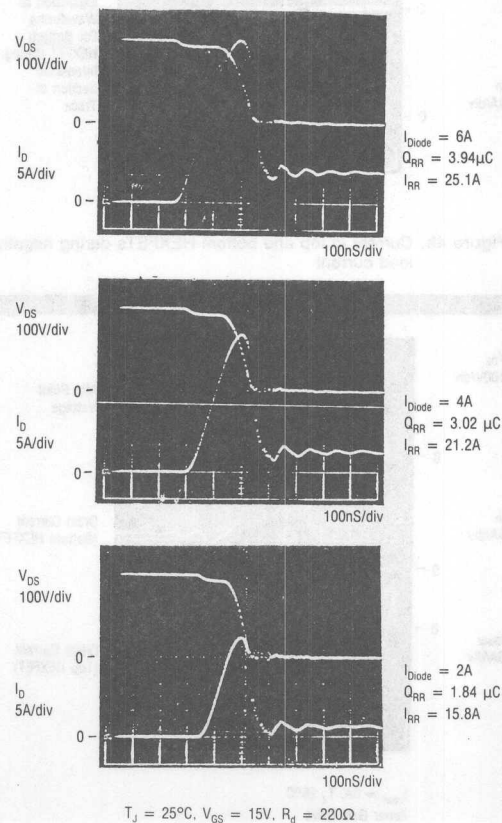 V_DS
100V/div
0
I_D
5A/div
0
I_Diode = 6A
Q_RR = 3.94µC
I_RR = 25.1A
100nS/div
V_DS
100V/div
0
I_D
5A/div
0
I_Diode = 4A
Q_RR = 3.02 µC
I_RR = 21.2A
100nS/div
V_DS
100V/div
0
I_D
5A/div
0
I_Diode = 2A
Q_RR = 1.84 µC
I_RR = 15.8A
100nS/div
T_J = 25ºC, V_GS = 15V, R_d = 220Ω